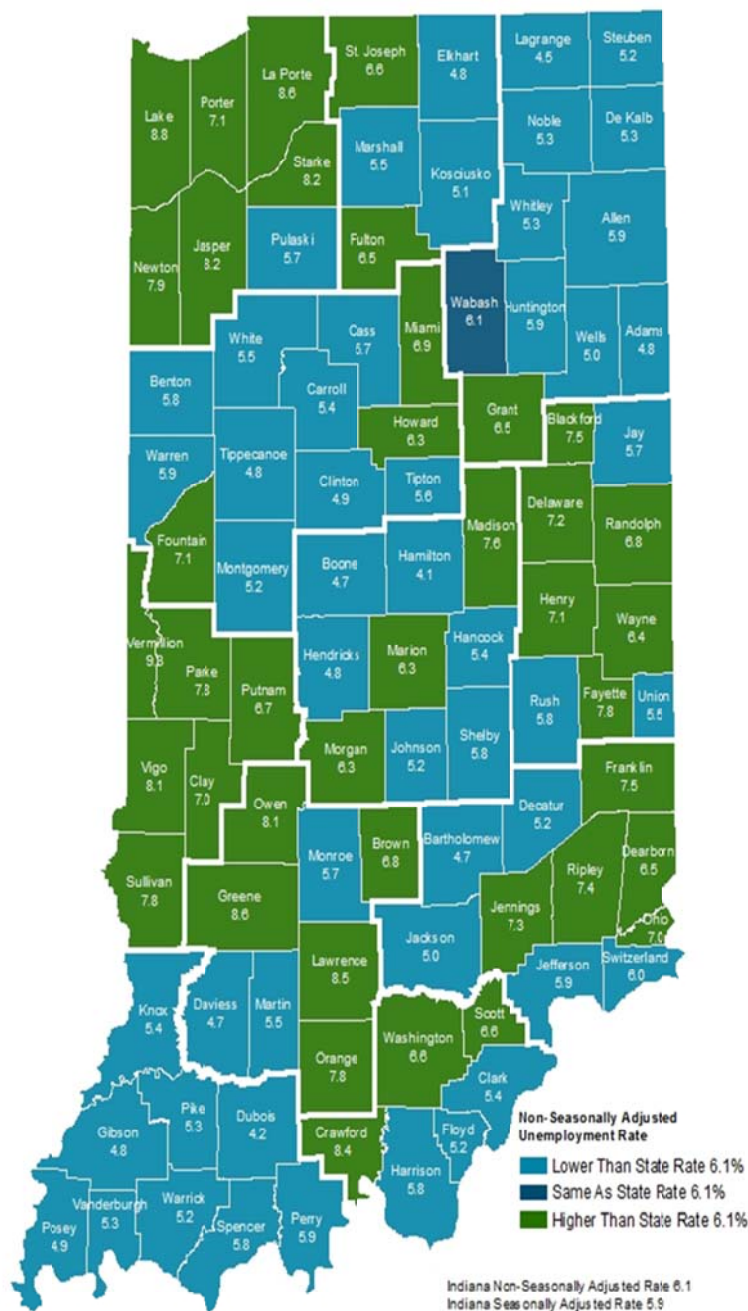 St. Joseph
6.6
Elkhart
4.8
Lagrange
4.5
Steuben
5.2
La Porte
8.6
Porter
7.1
Lake
8.8
Noble
5.3
De Kalb
5.3
Marshall
5.5
Starke
8.2
Kosciusko
5.1
Whitley
5.3
Allen
5.9
Pulaski
5.7
Fulton
6.5
Jasper
8.2
Newton
7.9
Wabash
6.1
Huntington
5.9
Miami
6.9
Cass
5.7
White
5.5
Wells
5.0
Adams
4.8
Benton
5.8
Carroll
5.4
Grant
6.5
Howard
6.3
Blackford
7.5
Jay
5.7
Warren
5.9
Tippecanoe
4.8
Clinton
4.9
Tipton
5.6
Madison
7.6
Delaware
7.2
Randolph
6.8
Fountain
7.1
Montgomery
5.2
Boone
4.7
Hamilton
4.1
Henry
7.1
Wayne
6.4
Vermillion
Parke
7.8
Putnam
6.7
Hendricks
4.8
Marion
6.3
Hancock
5.4
Rush
5.8
Fayette
7.8
Union
Vigo
8.1
Clay
7.0
Morgan
6.3
Johnson
5.2
Shelby
5.8
Franklin
7.5
Owen
8.1
Decatur
5.2
Monroe
5.7
Brown
6.8
Bartholomew
4.7
Sullivan
7.8
Greene
8.6
Ripley
7.4
Dearborn
6.5
Jennings
7.3
Ohio
7.0
Jackson
5.0
Lawrence
8.5
Jefferson
5.9
Switzerland
6.0
Knox
5.4
Daviess
4.7
Martin
5.5
Scott
6.6
Washington
6.6
Orange
7.8
Clark
5.4
Pike
5.3
Dubois
4.2
Gibson
4.8
Crawford
8.4
Floyd
5.2
Harrison
5.8
Posey
4.9
Vanderburgh
5.3
Warrick
5.2
Spencer
5.8
Perry
5.9
Non-Seasonally Adjusted
Unemployment Rate
Lower Than State Rate 6.1%
Same As State Rate 6.1%
Higher Than State Rate 6.1%
Indiana Non-Seasonally Adjusted Rate 6.1
Indiana Seasonally Adjusted Rate 5.9